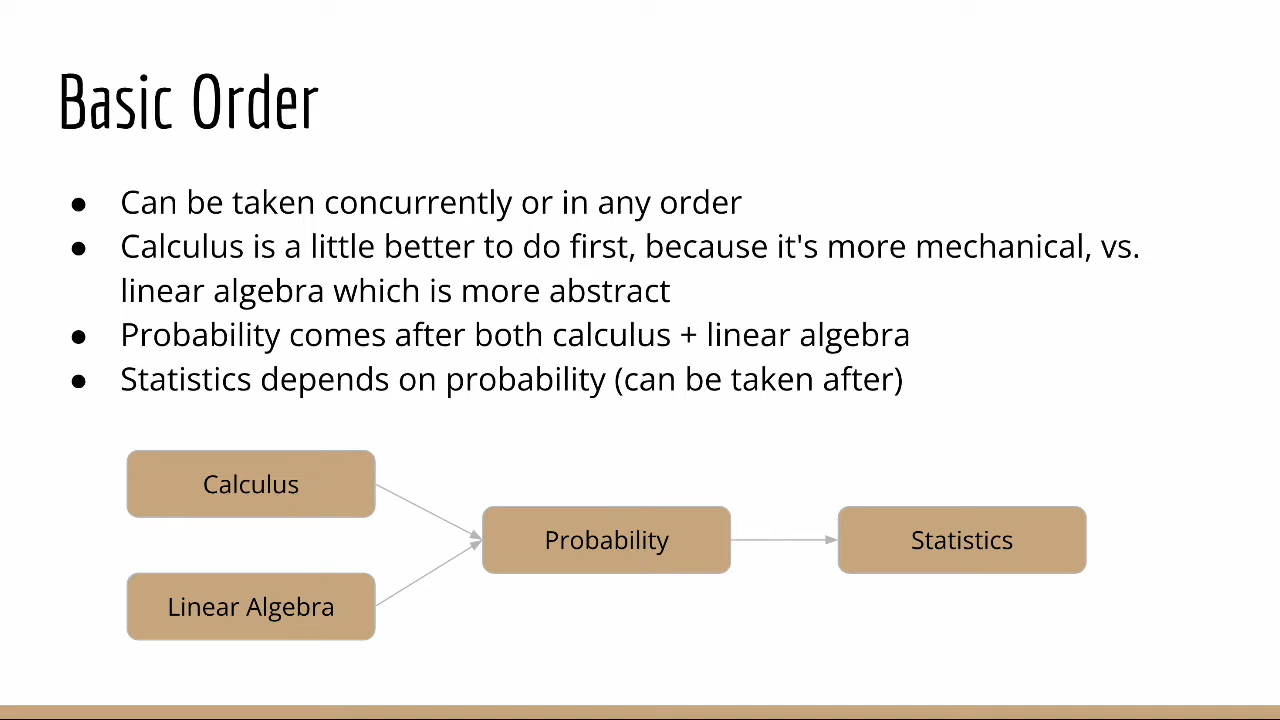 Basic Order
● Can be taken concurrently or in any order
● Calculus is a little better to do first, because it's more mechanical, vs.
linear algebra which is more abstract
● Probability comes after both calculus + linear algebra
● Statistics depends on probability (can be taken after)
Calculus
Linear Algebra
Probability
Statistics